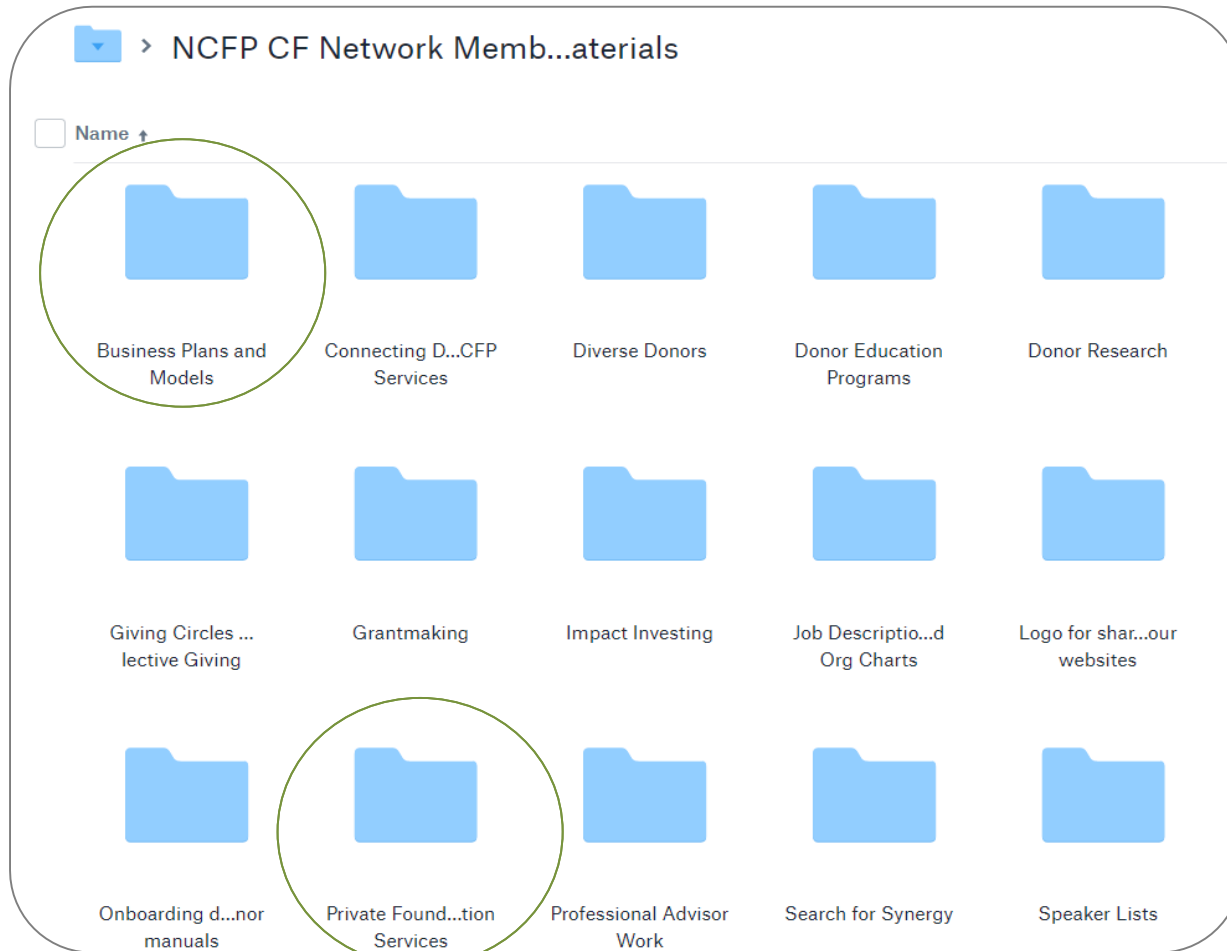 NCFP CF Network Memb...aterials
Name
Business Plans and
Models
Connecting D...CFP
Services
Diverse Donors
Donor Education
Programs
Donor Research
Giving Circles ...
lective Giving
Grantmaking
Impact Investing
Job Descriptio...d
Org Charts
Logo for shar...our
websites
Onboarding d...nor
manuals
Private Found...tion
Services
Professional Advisor
Work
Search for Synergy
Speaker Lists